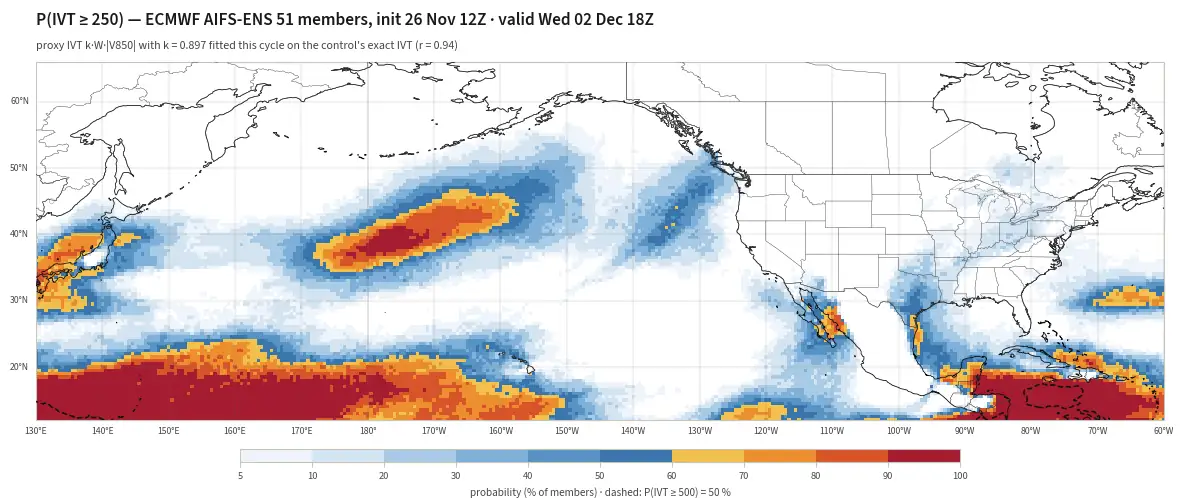 P(IVT ≥ 250) — ECMWF AIFS-ENS 51 members, init 26 Nov 12Z · valid Wed 02 Dec 18Z
proxy IVT k·W·|V850| with k = 0.897 fitted this cycle on the control's exact IVT (r = 0.94)
60°N
50°N
40°N
30°N
20°N
130°E 140°E 150°E 160°E 170°E 180° 170°W 160°W 150°W 140°W 130°W 120°W 110°W 100°W 90°W 80°W 70°W 60°W
5 10 20 30 40 50 60 70 80 90 100
probability (% of members) · dashed: P(IVT ≥ 500) = 50 %